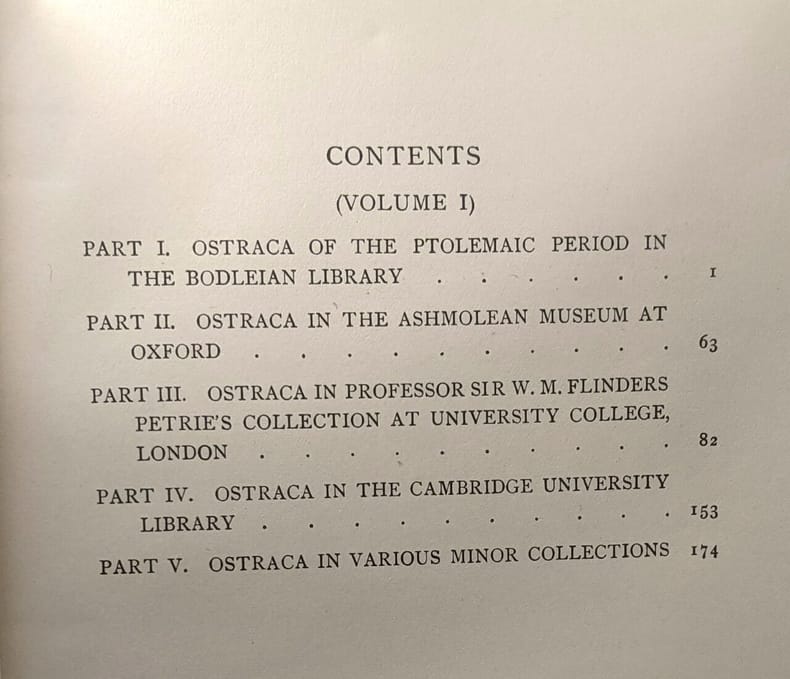 CONTENTS
(VOLUME I)
PART I. OSTRACA OF THE PTOLEMAIC PERIOD IN
THE BODLEIAN LIBRARY . . . . . . 1
PART II. OSTRACA IN THE ASHMOLEAN MUSEUM AT
OXFORD . . . . . . . . . . 63
PART III. OSTRACA IN PROFESSOR SIR W. M. FLINDERS
PETRIE'S COLLECTION AT UNIVERSITY COLLEGE,
LONDON . . . . . . . . . . 82
PART IV. OSTRACA IN THE CAMBRIDGE UNIVERSITY
LIBRARY . . . . . . . . . . 153
PART V. OSTRACA IN VARIOUS MINOR COLLECTIONS 174